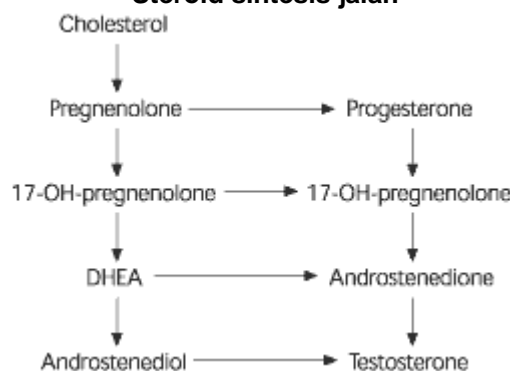 Steroid sintesis jalan
Cholesterol
Pregnenolone Progesterone
17-OH-pregnenolone 17-OH-pregnenolone
DHEA Androstenedione
Androstenediol Testosterone